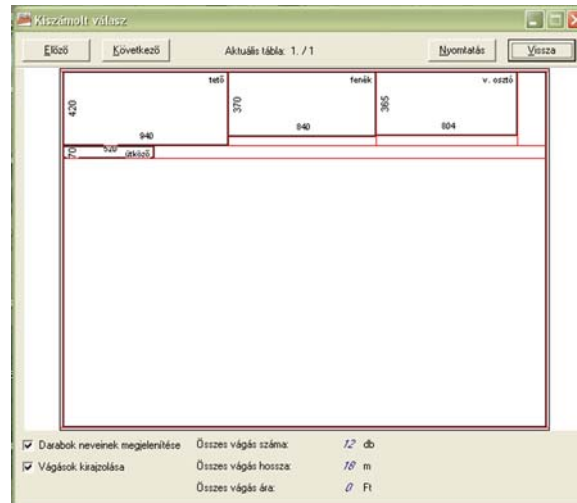 Kiszámolt válasz
Előző Következő Aktuális tábla: 1. / 1 Nyomtatás Vissza
tető fenék v. osztó
420 370 365
940 840 804
70 520 ütköző
Darabok neveinek megjelenítése Összes vágás száma: 12 db
Vágások kirajzolása Összes vágás hossza: 18 m
Összes vágás ára: 0 Ft